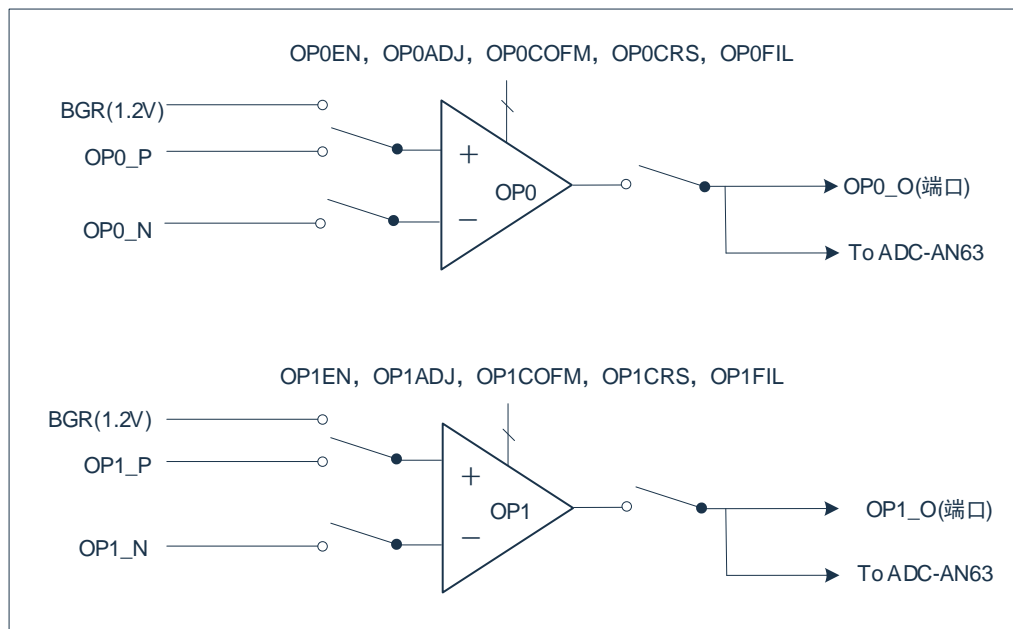 OP0EN，OP0ADJ，OP0COFM，OP0CRS，OP0FIL
BGR(1.2V)
OP0_P
+
OP0
OP0_O(端口)
OP0_N
−
To ADC-AN63
OP1EN，OP1ADJ，OP1COFM，OP1CRS，OP1FIL
BGR(1.2V)
OP1_P
+
OP1
OP1_O(端口)
OP1_N
−
To ADC-AN63